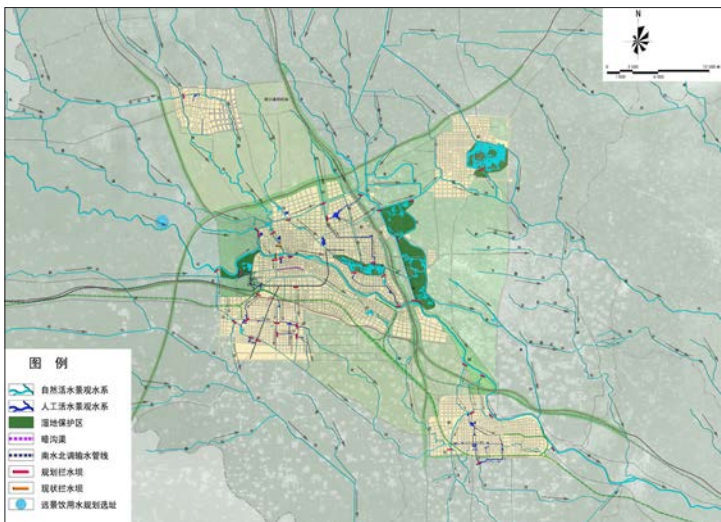 N
图 例
自然活水景观水系
人工活水景观水系
湿地保护区
暗沟渠
南水北调输水管线
规划拦水坝
现状拦水坝
远景饮用水规划选址